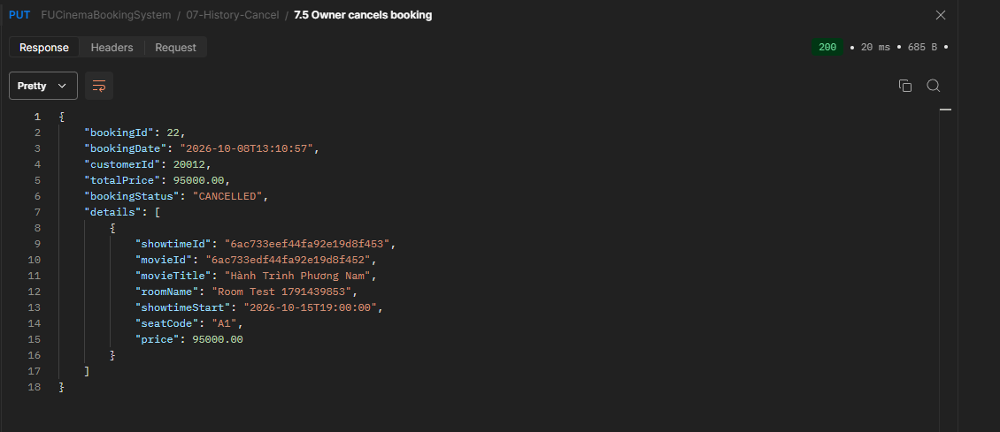 PUT FUCinemaBookingSystem / 07-History-Cancel / 7.5 Owner cancels booking
Response Headers Request 200 • 20 ms • 685 B •
Pretty
1 {
2 "bookingId": 22,
3 "bookingDate": "2026-10-08T13:10:57",
4 "customerId": 20012,
5 "totalPrice": 95000.00,
6 "bookingStatus": "CANCELLED",
7 "details": [
8 {
9 "showtimeId": "6ac733eef44fa92e19d8f453",
10 "movieId": "6ac733edf44fa92e19d8f452",
11 "movieTitle": "Hành Trình Phương Nam",
12 "roomName": "Room Test 1791439853",
13 "showtimeStart": "2026-10-15T19:00:00",
14 "seatCode": "A1",
15 "price": 95000.00
16 }
17 ]
18 }